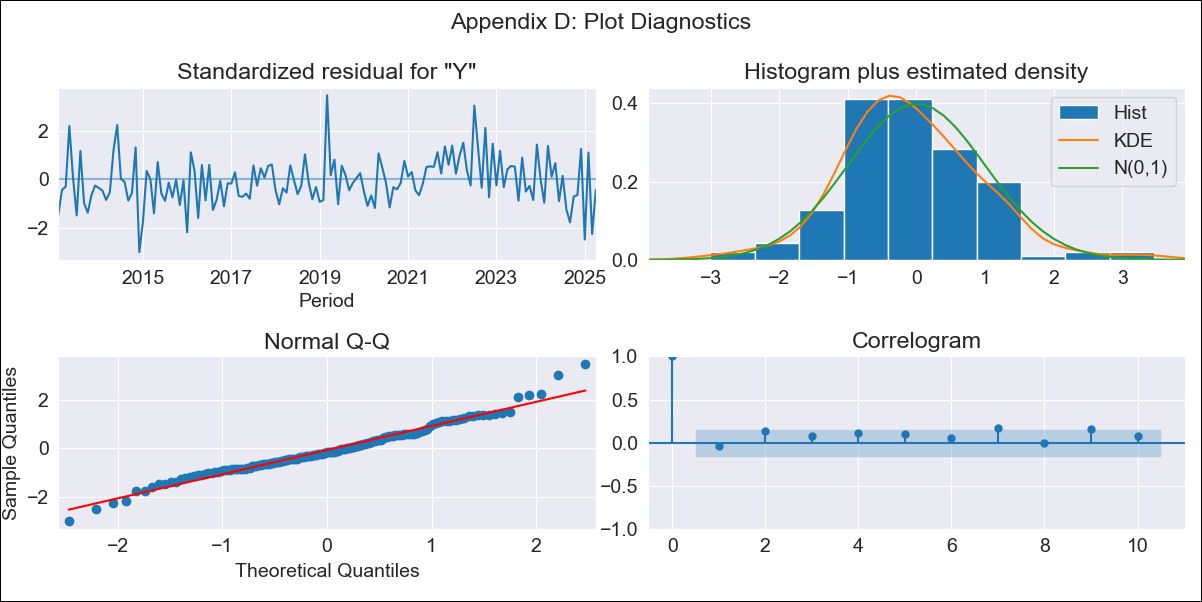 Appendix D: Plot Diagnostics
Standardized residual for "Y"
2
0
−2
2015 2017 2019 2021 2023 2025
Period
Histogram plus estimated density
0.4
0.2
0.0
−3 −2 −1 0 1 2 3
Hist
KDE
N(0,1)
Normal Q-Q
Sample Quantiles
2
0
−2
−2 −1 0 1 2
Theoretical Quantiles
Correlogram
1.0
0.5
0.0
−0.5
−1.0
0 2 4 6 8 10